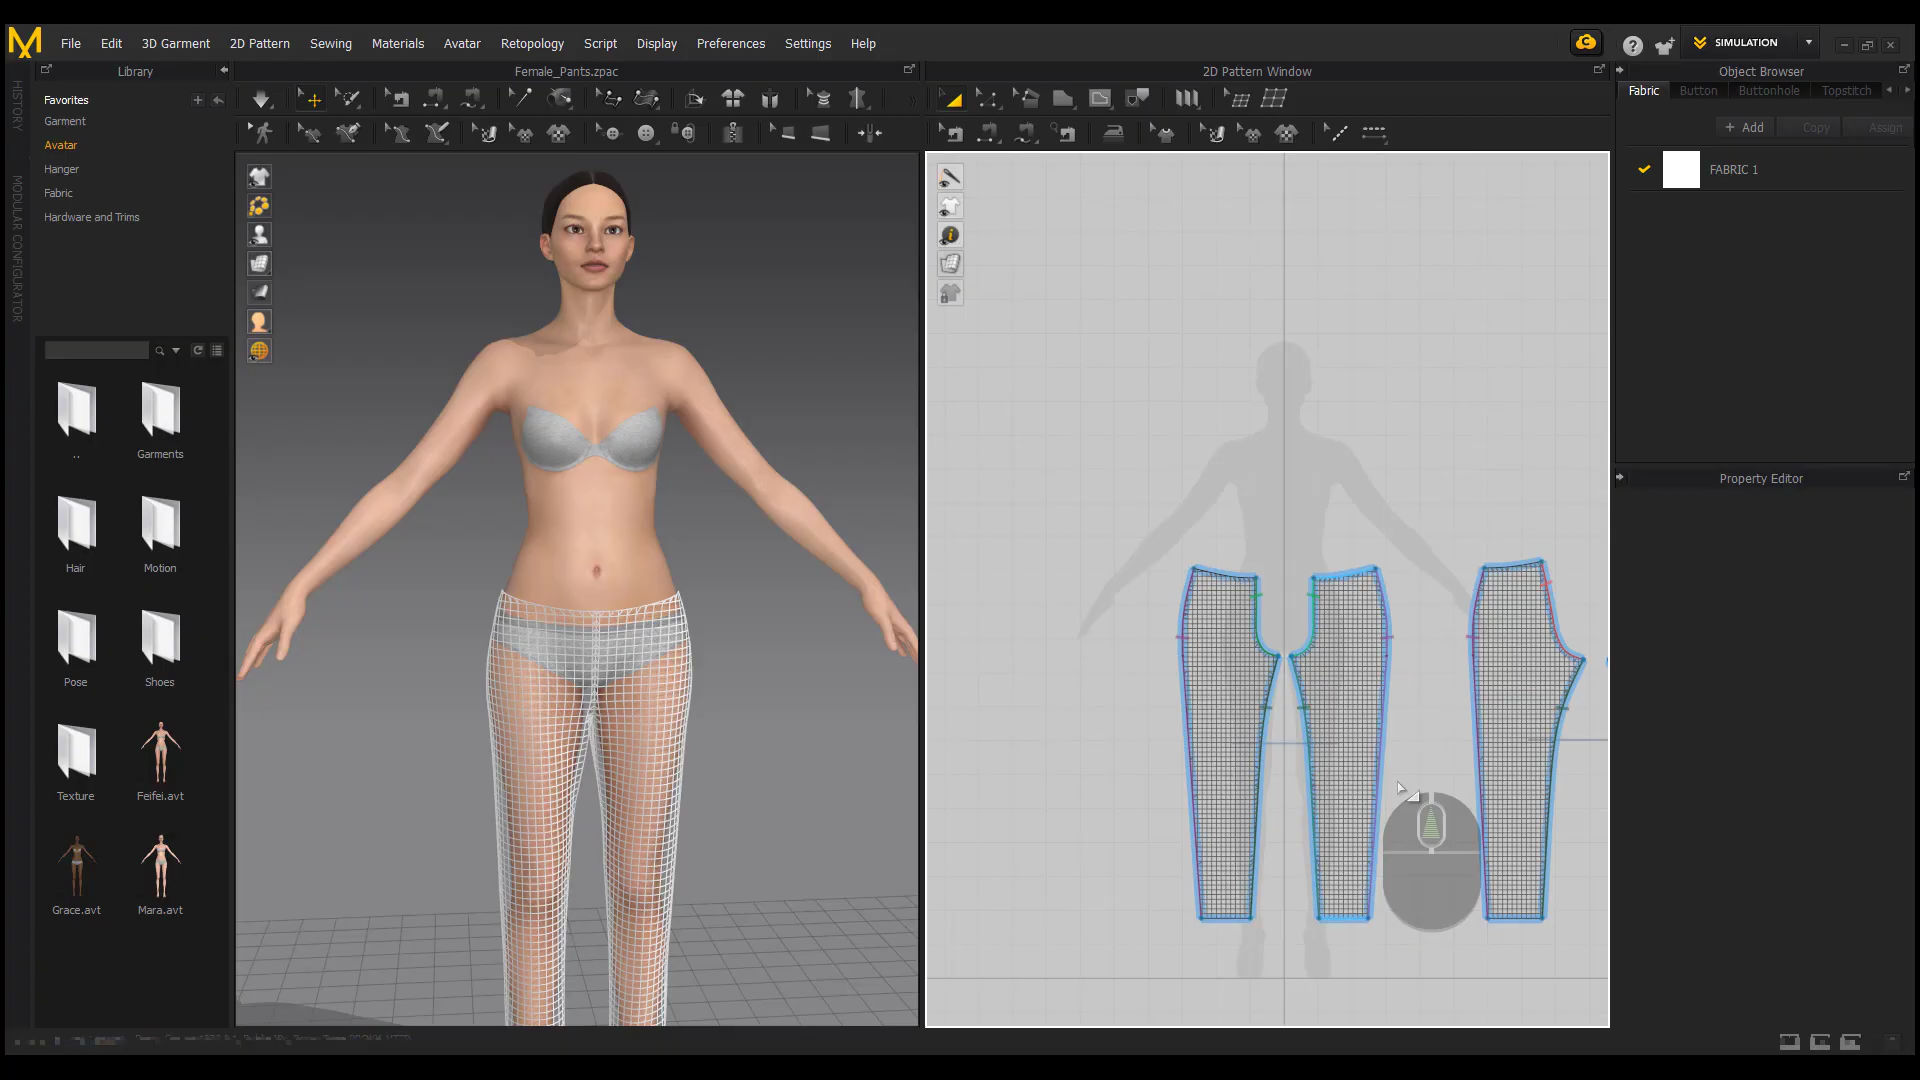 File Edit 3D Garment 2D Pattern Sewing Materials Avatar Retopology Script Display Preferences Settings Help
SIMULATION
Library
Female_Pants.zpac
2D Pattern Window
Object Browser
HISTORY
MODULAR CONFIGURATOR
Favorites
Garment
Avatar
Hanger
Fabric
Hardware and Trims
Fabric Button Buttonhole Topstitch
+ Add Copy Assign
FABRIC 1
Property Editor
..
Garments
Hair
Motion
Pose
Shoes
Texture
Feifei.avt
Grace.avt
Mara.avt